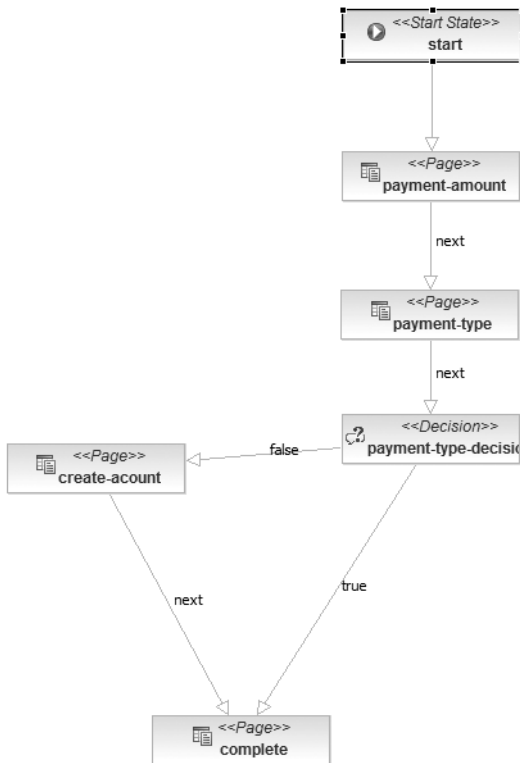 <<Start State>>
start
<<Page>>
payment-amount
next
<<Page>>
payment-type
next
<<Decision>>
payment-type-decisio
false
<<Page>>
create-acount
next
true
<<Page>>
complete